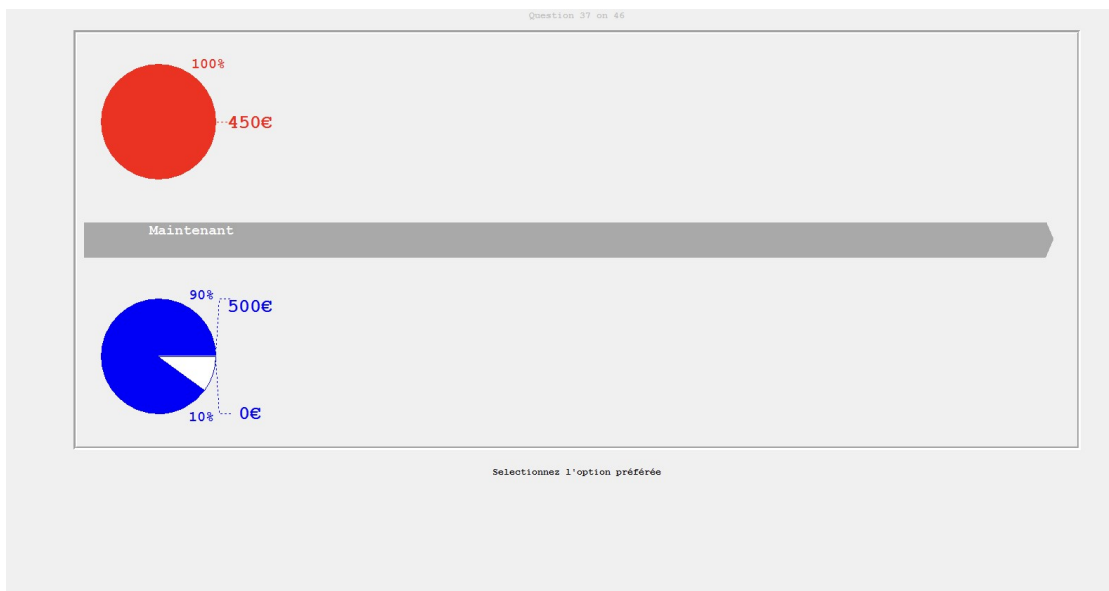 Question 37 on 46
100%
450€
Maintenant
90%
500€
10%
0€
Selectionnez l'option préférée